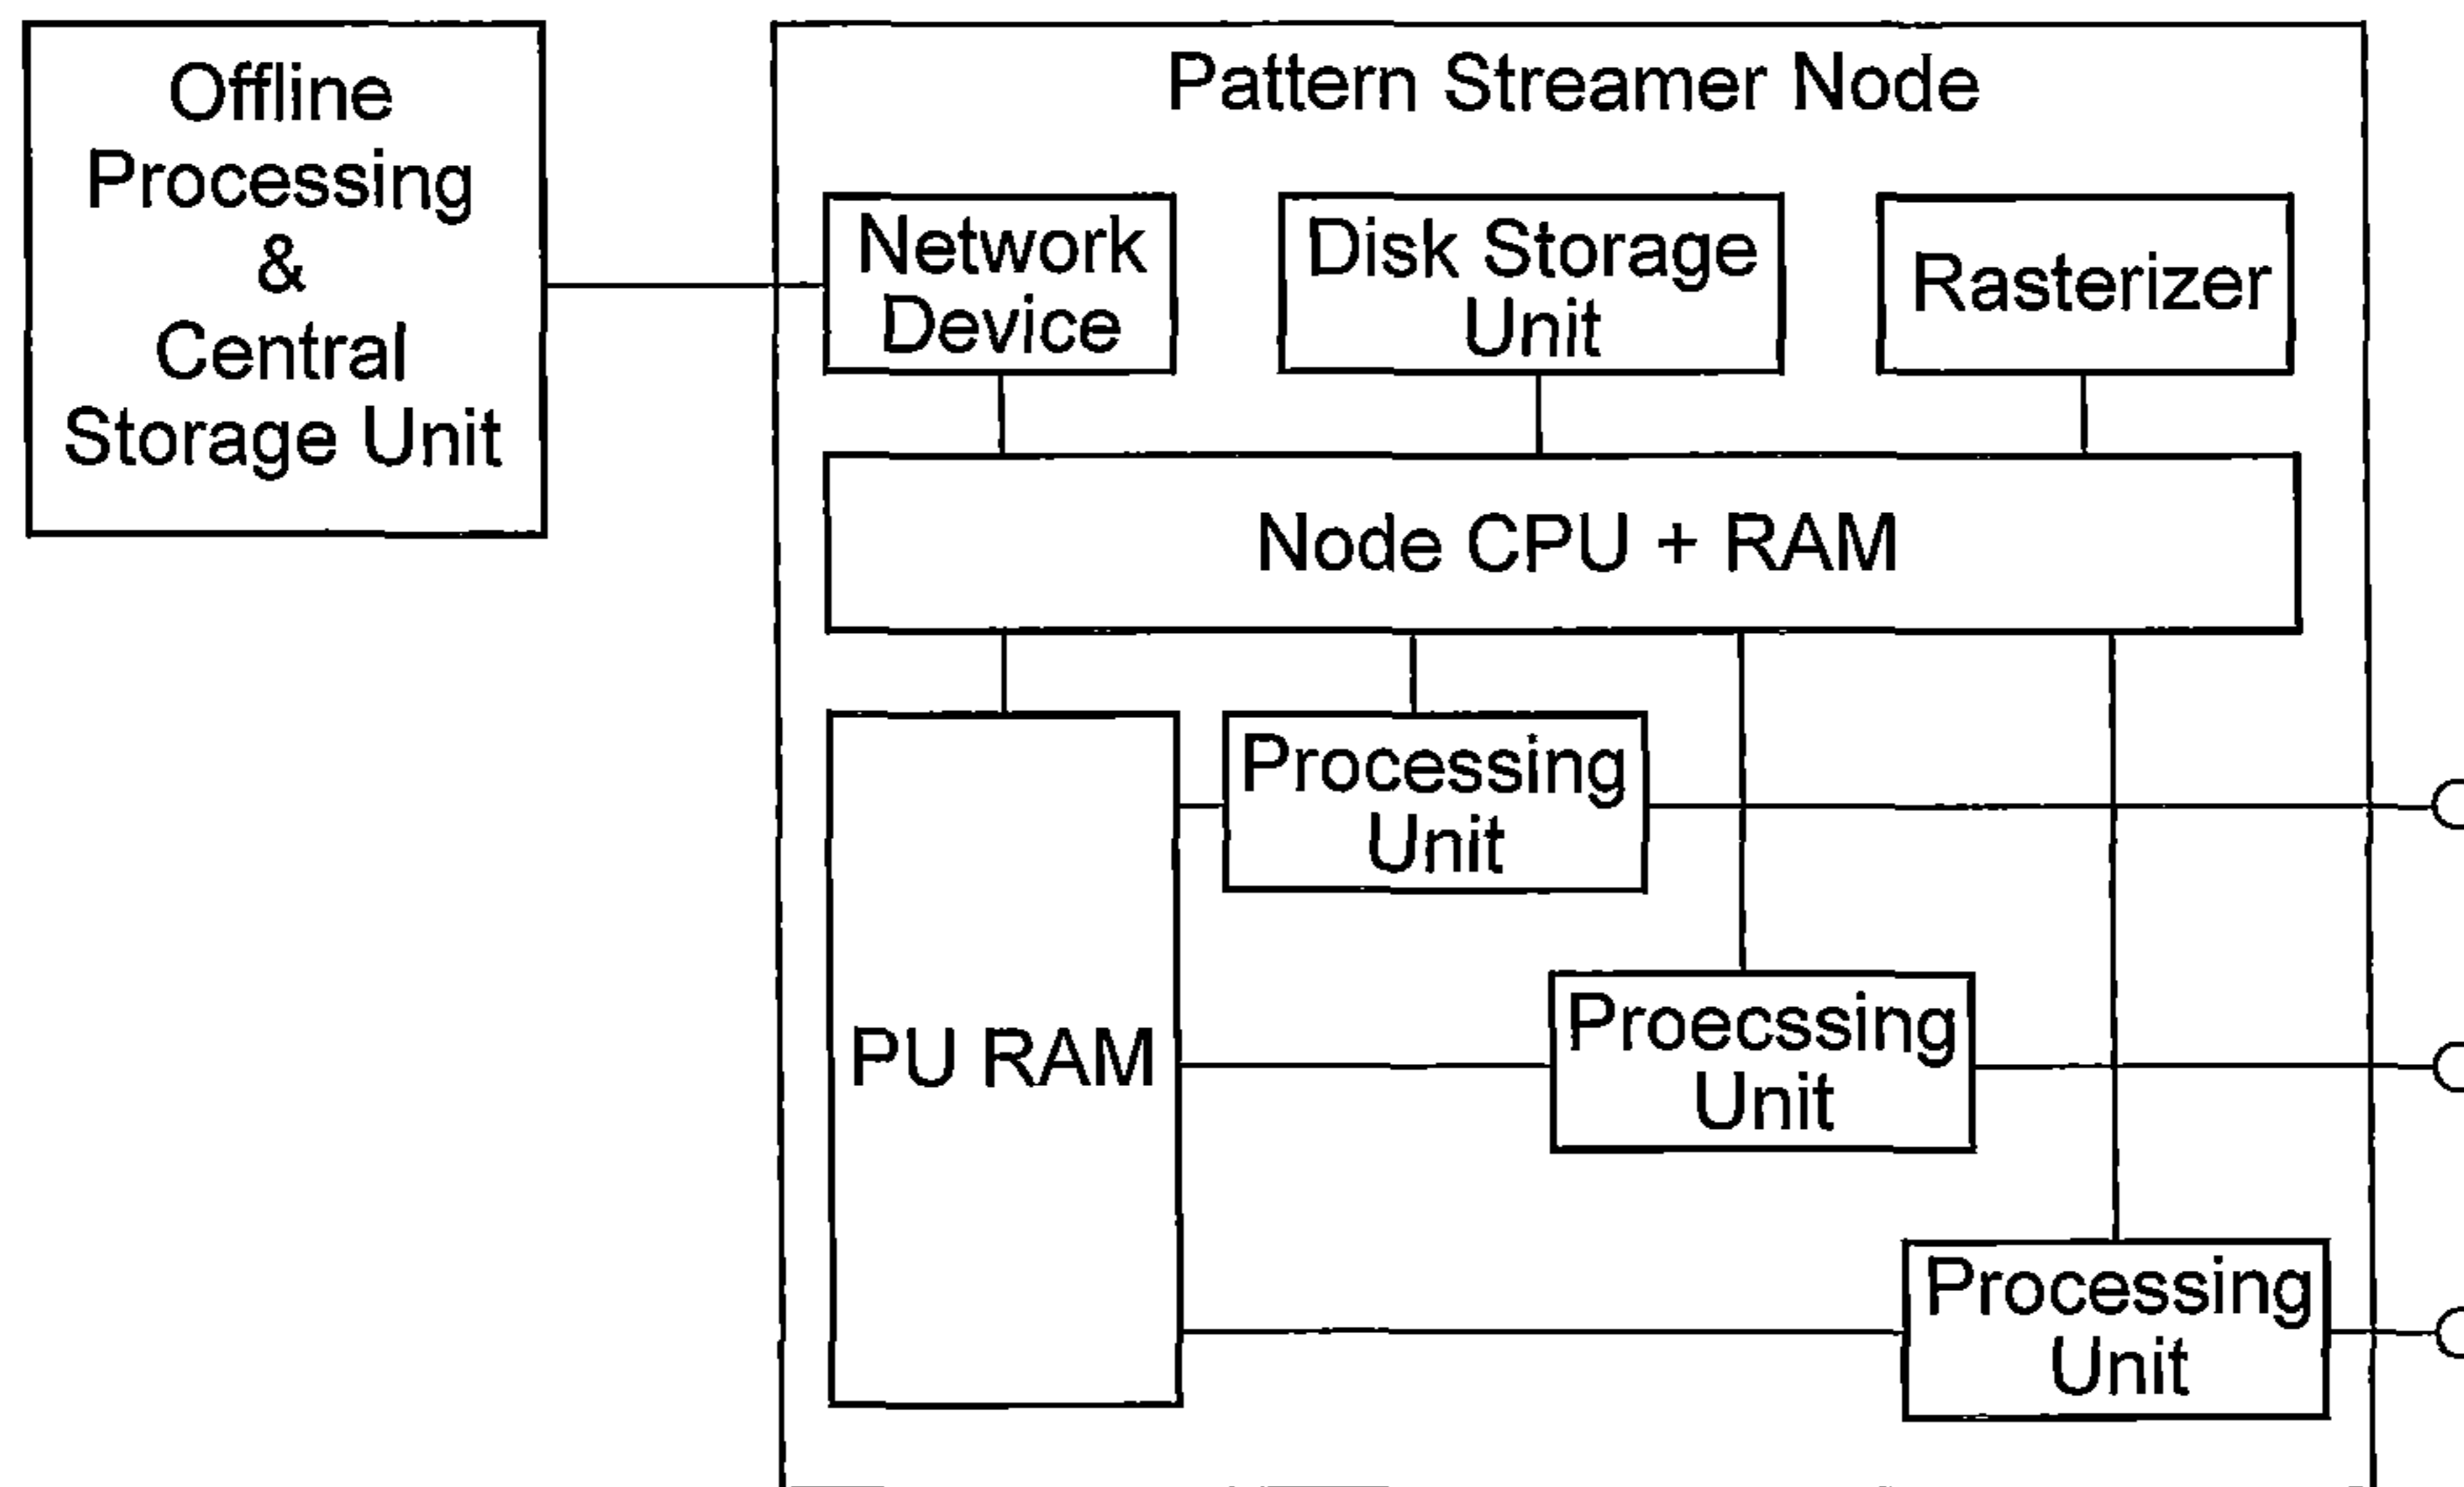 Offline
Processing
&
Central
Storage Unit
Pattern Streamer Node
Network
Device
Disk Storage
Unit
Rasterizer
Node CPU + RAM
PU RAM
Processing
Unit
Proecssing
Unit
Processing
Unit